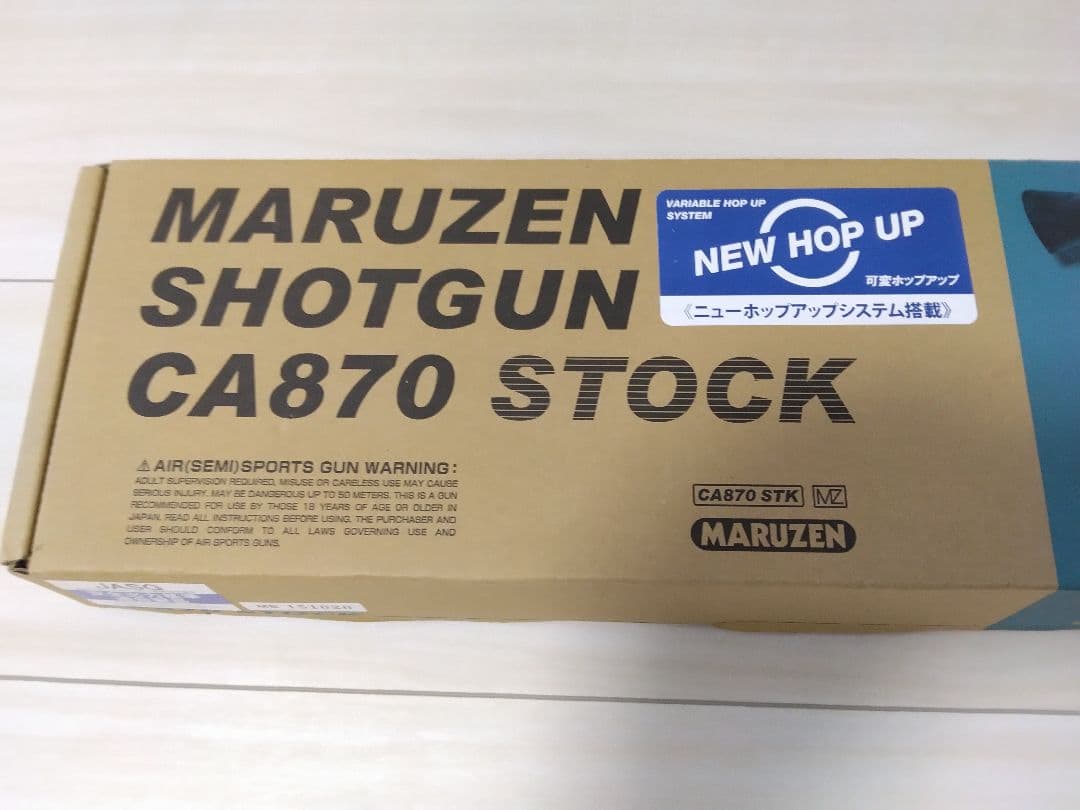 MARUZEN
SHOTGUN
CA870 STOCK
VARIABLE HOP UP
SYSTEM
NEW HOP UP
可変ホップアップ
《ニューホップアップシステム搭載》
⚠ AIR(SEMI)SPORTS GUN WARNING:
ADULT SUPERVISION REQUIRED, MISUSE OR CARELESS USE MAY CAUSE
SERIOUS INJURY. MAY BE DANGEROUS UP TO 50 METERS. THIS IS A GUN
RECOMMENDED FOR USE BY THOSE 18 YEARS OF AGE OR OLDER IN
JAPAN. READ ALL INSTRUCTIONS BEFORE USING. THE PURCHASER AND
USER SHOULD CONFORM TO ALL LAWS GOVERNING USE AND
OWNERSHIP OF AIR SPORTS GUNS.
CA870 STK MZ
MARUZEN
JASG